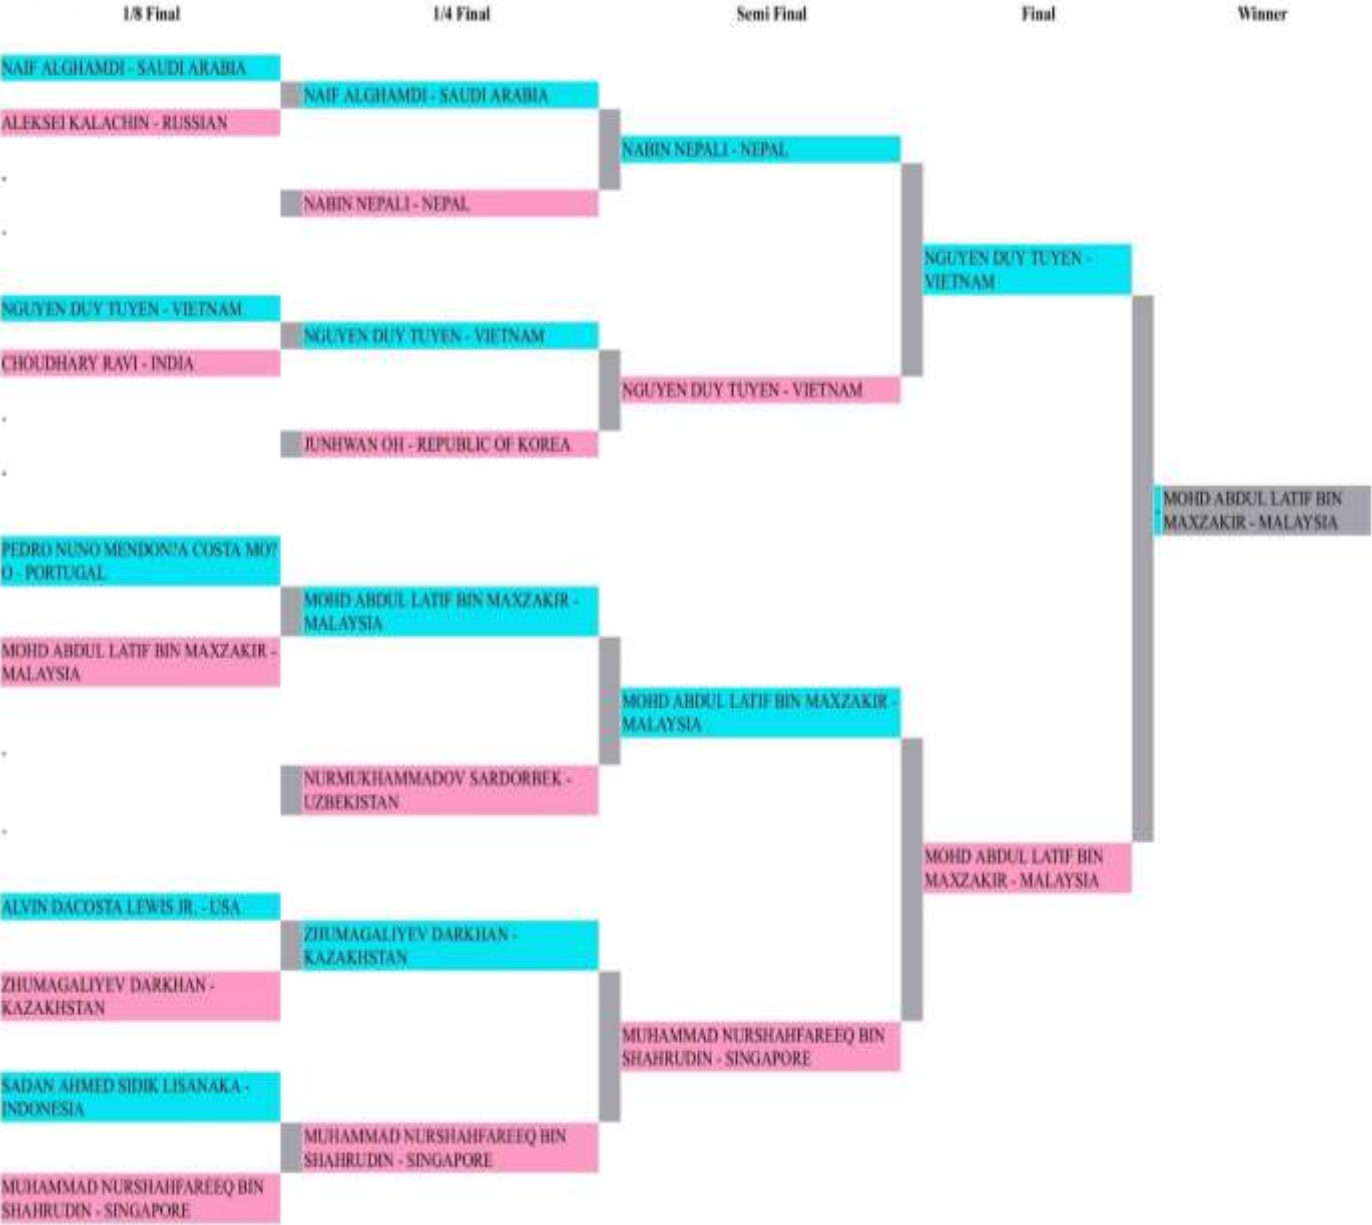 1/8 Final
1/4 Final
Semi Final
Final
Winner
NAIF ALGHAMDI - SAUDI ARABIA
NAIF ALGHAMDI - SAUDI ARABIA
ALEKSEI KALACHIN - RUSSIAN
NABIN NEPALI - NEPAL
NABIN NEPALI - NEPAL
NGUYEN DUY TUYEN -
VIETNAM
NGUYEN DUY TUYEN - VIETNAM
NGUYEN DUY TUYEN - VIETNAM
CHOUDHARY RAVI - INDIA
NGUYEN DUY TUYEN - VIETNAM
JUNHWAN OH - REPUBLIC OF KOREA
MOHD ABDUL LATIF BIN
MAXZAKIR - MALAYSIA
PEDRO NUNO MENDON?A COSTA MO?
O - PORTUGAL
MOHD ABDUL LATIF BIN MAXZAKIR -
MALAYSIA
MOHD ABDUL LATIF BIN MAXZAKIR -
MALAYSIA
MOHD ABDUL LATIF BIN MAXZAKIR -
MALAYSIA
NURMUKHAMMADOV SARDORBEK -
UZBEKISTAN
MOHD ABDUL LATIF BIN
MAXZAKIR - MALAYSIA
ALVIN DACOSTA LEWIS JR. - USA
ZHUMAGALIYEV DARKHAN -
KAZAKHSTAN
ZHUMAGALIYEV DARKHAN -
KAZAKHSTAN
MUHAMMAD NURSHAHFAREEQ BIN
SHAHRUDIN - SINGAPORE
SADAN AHMED SIDIK LISANAKA -
INDONESIA
MUHAMMAD NURSHAHFAREEQ BIN
SHAHRUDIN - SINGAPORE
MUHAMMAD NURSHAHFAREEQ BIN
SHAHRUDIN - SINGAPORE